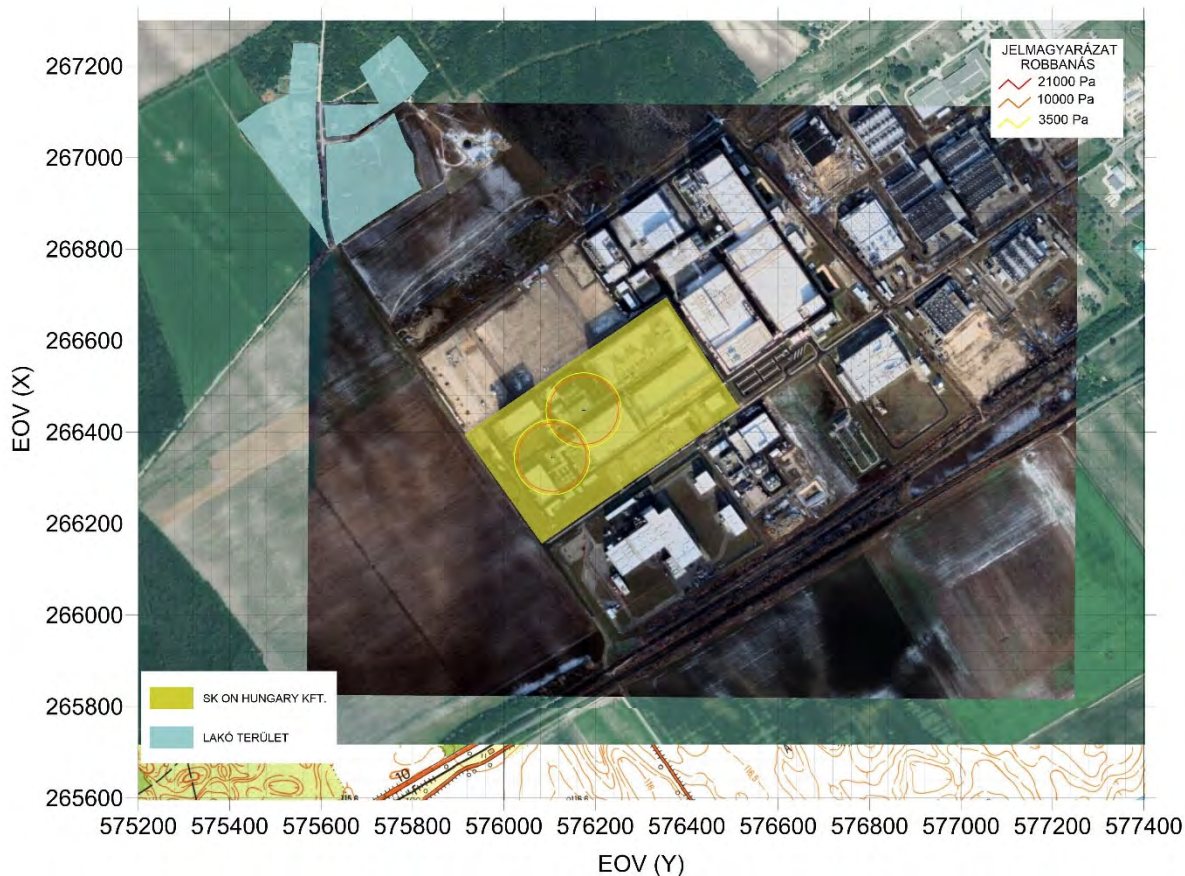 JELMAGYARÁZAT
ROBBANÁS
21000 Pa
10000 Pa
3500 Pa
267200
267000
266800
266600
266400
266200
266000
265800
265600
EOV (X)
SK ON HUNGARY KFT.
LAKÓ TERÜLET
10
575200 575400 575600 575800 576000 576200 576400 576600 576800 577000 577200 577400
EOV (Y)